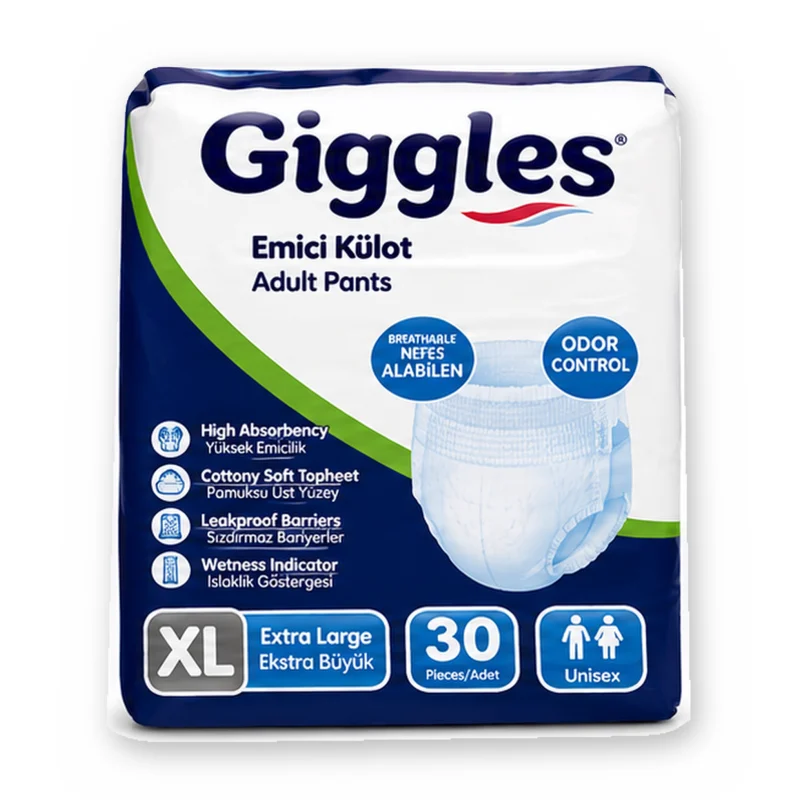 Giggles®
Emici Külot
Adult Pants
BREATHABLE
NEFES
ALABİLEN
ODOR
CONTROL
High Absorbency
Yüksek Emicilik
Cottony Soft Topheet
Pamuksu Üst Yüzey
Leakproof Barriers
Sızdırmaz Bariyerler
Wetness Indicator
Islaklik Göstergesi
XL
Extra Large
Ekstra Büyük
30
Pieces/Adet
Unisex